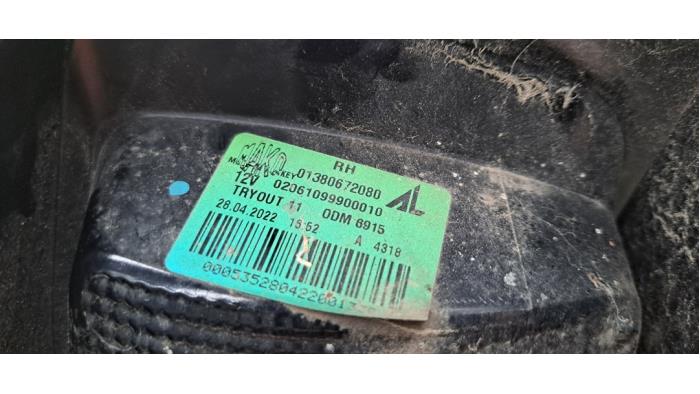 RH
MAKO 01380672080
12V 02061099900010 AL
TRYOUT 11 ODM 6915
28.04.2022 15:52 A 4318